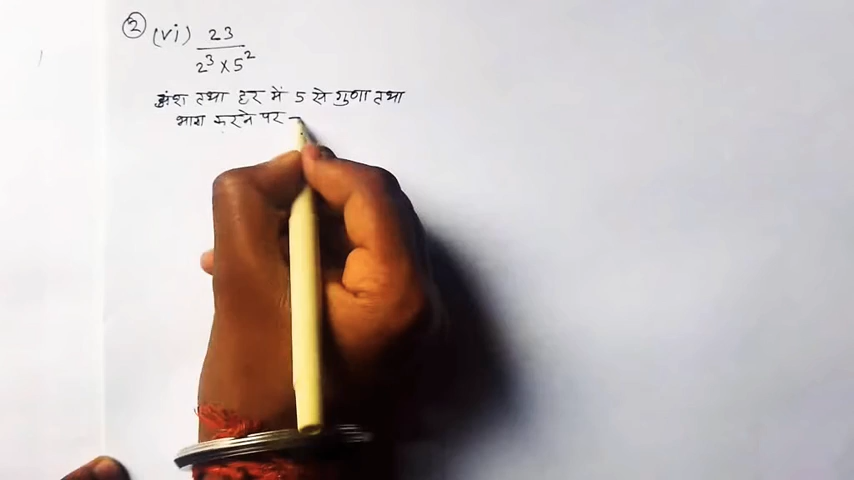 ② (vi) 23
2³ × 5²
अंश तथा हर में 5 से गुणा तथा
भाग करने पर -